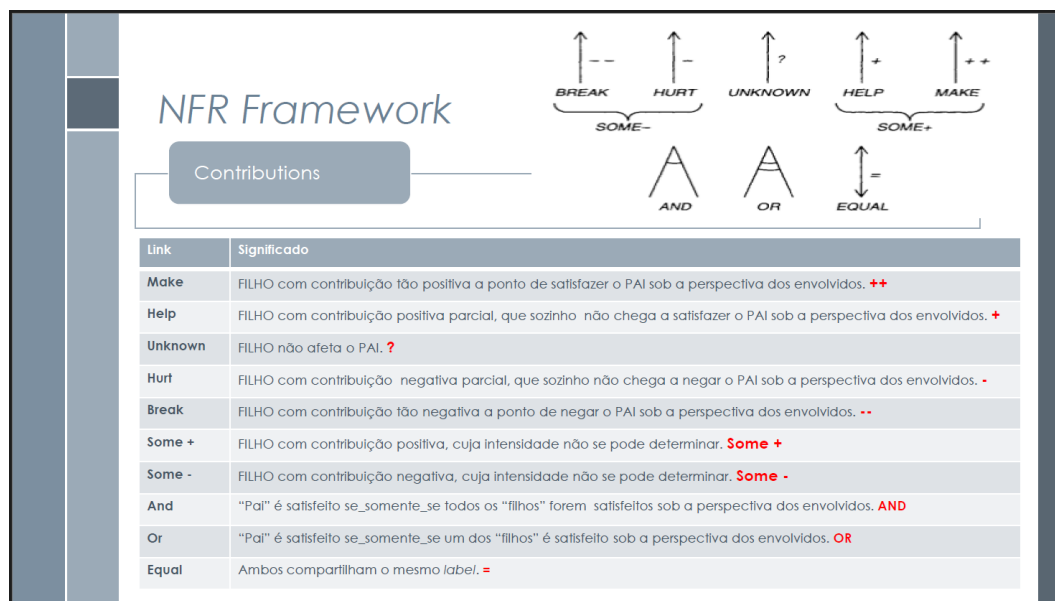 -- - ? + ++
BREAK HURT UNKNOWN HELP MAKE
SOME- SOME+
NFR Framework
Contributions
=
AND OR EQUAL
Link Significado
Make FILHO com contribuição tão positiva a ponto de satisfazer o PAI sob a perspectiva dos envolvidos. ++
Help FILHO com contribuição positiva parcial, que sozinho não chega a satisfazer o PAI sob a perspectiva dos envolvidos. +
Unknown FILHO não afeta o PAI. ?
Hurt FILHO com contribuição negativa parcial, que sozinho não chega a negar o PAI sob a perspectiva dos envolvidos. -
Break FILHO com contribuição tão negativa a ponto de negar o PAI sob a perspectiva dos envolvidos. --
Some + FILHO com contribuição positiva, cuja intensidade não se pode determinar. Some +
Some - FILHO com contribuição negativa, cuja intensidade não se pode determinar. Some -
And "Pai" é satisfeito se_somente_se todos os "filhos" forem satisfeitos sob a perspectiva dos envolvidos. AND
Or "Pai" é satisfeito se_somente_se um dos "filhos" é satisfeito sob a perspectiva dos envolvidos. OR
Equal Ambos compartilham o mesmo label. =